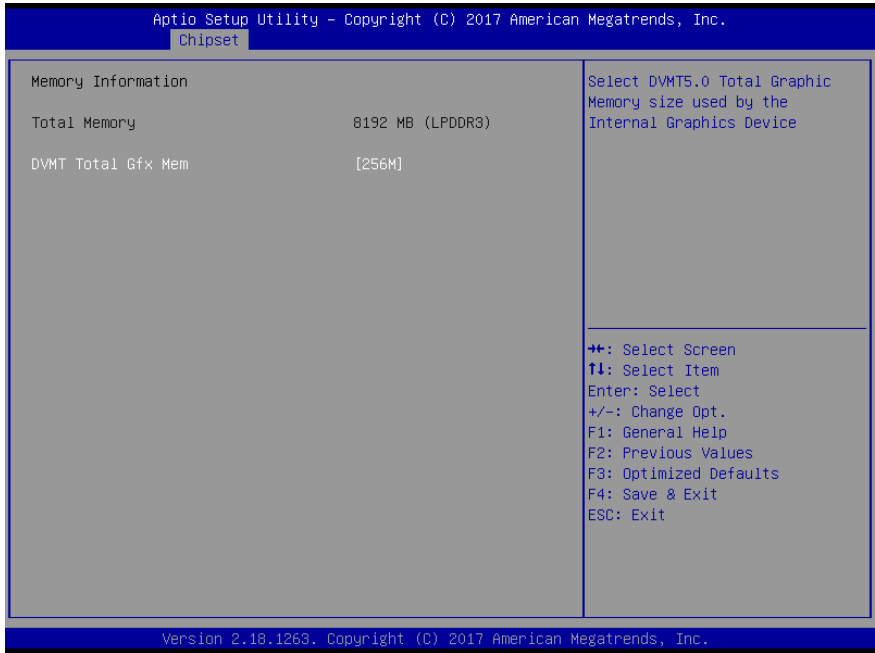 Aptio Setup Utility – Copyright (C) 2017 American Megatrends, Inc.
Chipset
Memory Information
Total Memory 8192 MB (LPDDR3)
DVMT Total Gfx Mem [256M]
Select DVMT5.0 Total Graphic
Memory size used by the
Internal Graphics Device
→←: Select Screen
↑↓: Select Item
Enter: Select
+/-: Change Opt.
F1: General Help
F2: Previous Values
F3: Optimized Defaults
F4: Save & Exit
ESC: Exit
Version 2.18.1263. Copyright (C) 2017 American Megatrends, Inc.